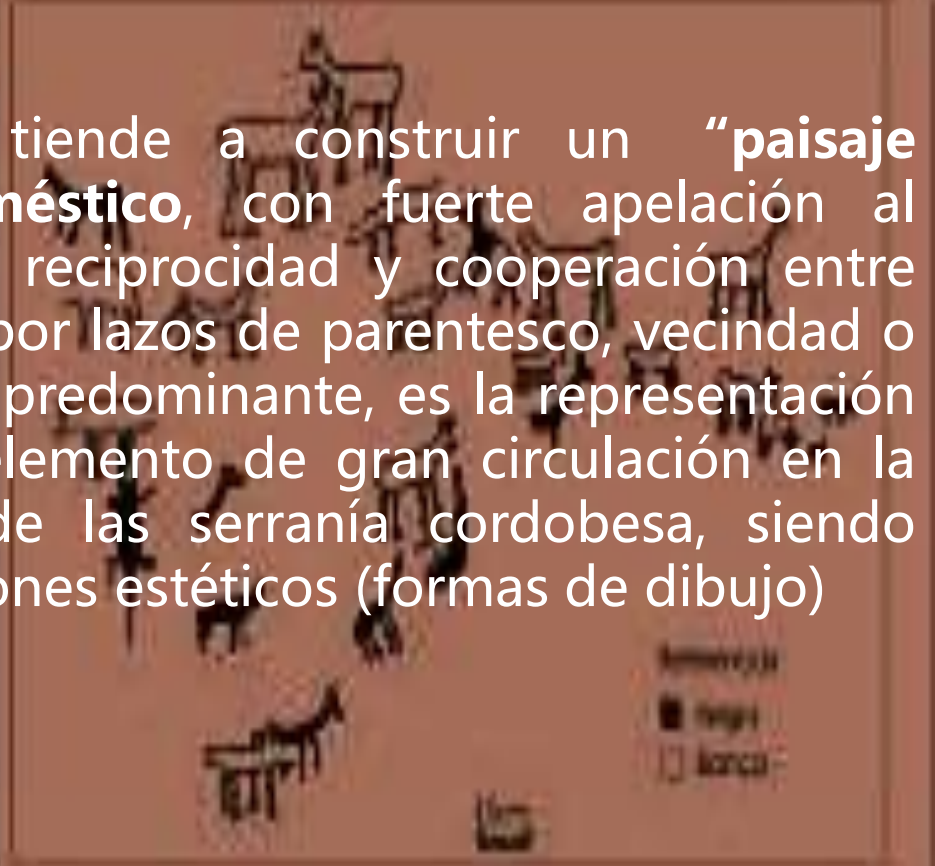 tiende a construir un “paisaje
méstico, con fuerte apelación al
reciprocidad y cooperación entre
por lazos de parentesco, vecindad o
predominante, es la representación
elemento de gran circulación en la
de las serranía cordobesa, siendo
ones estéticos (formas de dibujo)
negro